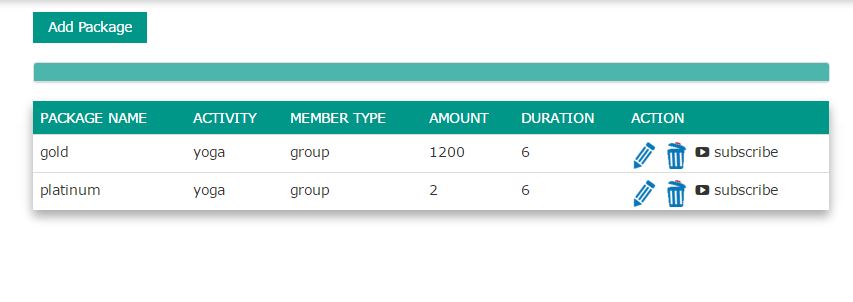 Add Package
PACKAGE NAME ACTIVITY MEMBER TYPE AMOUNT DURATION ACTION
gold yoga group 1200 6 subscribe
platinum yoga group 2 6 subscribe